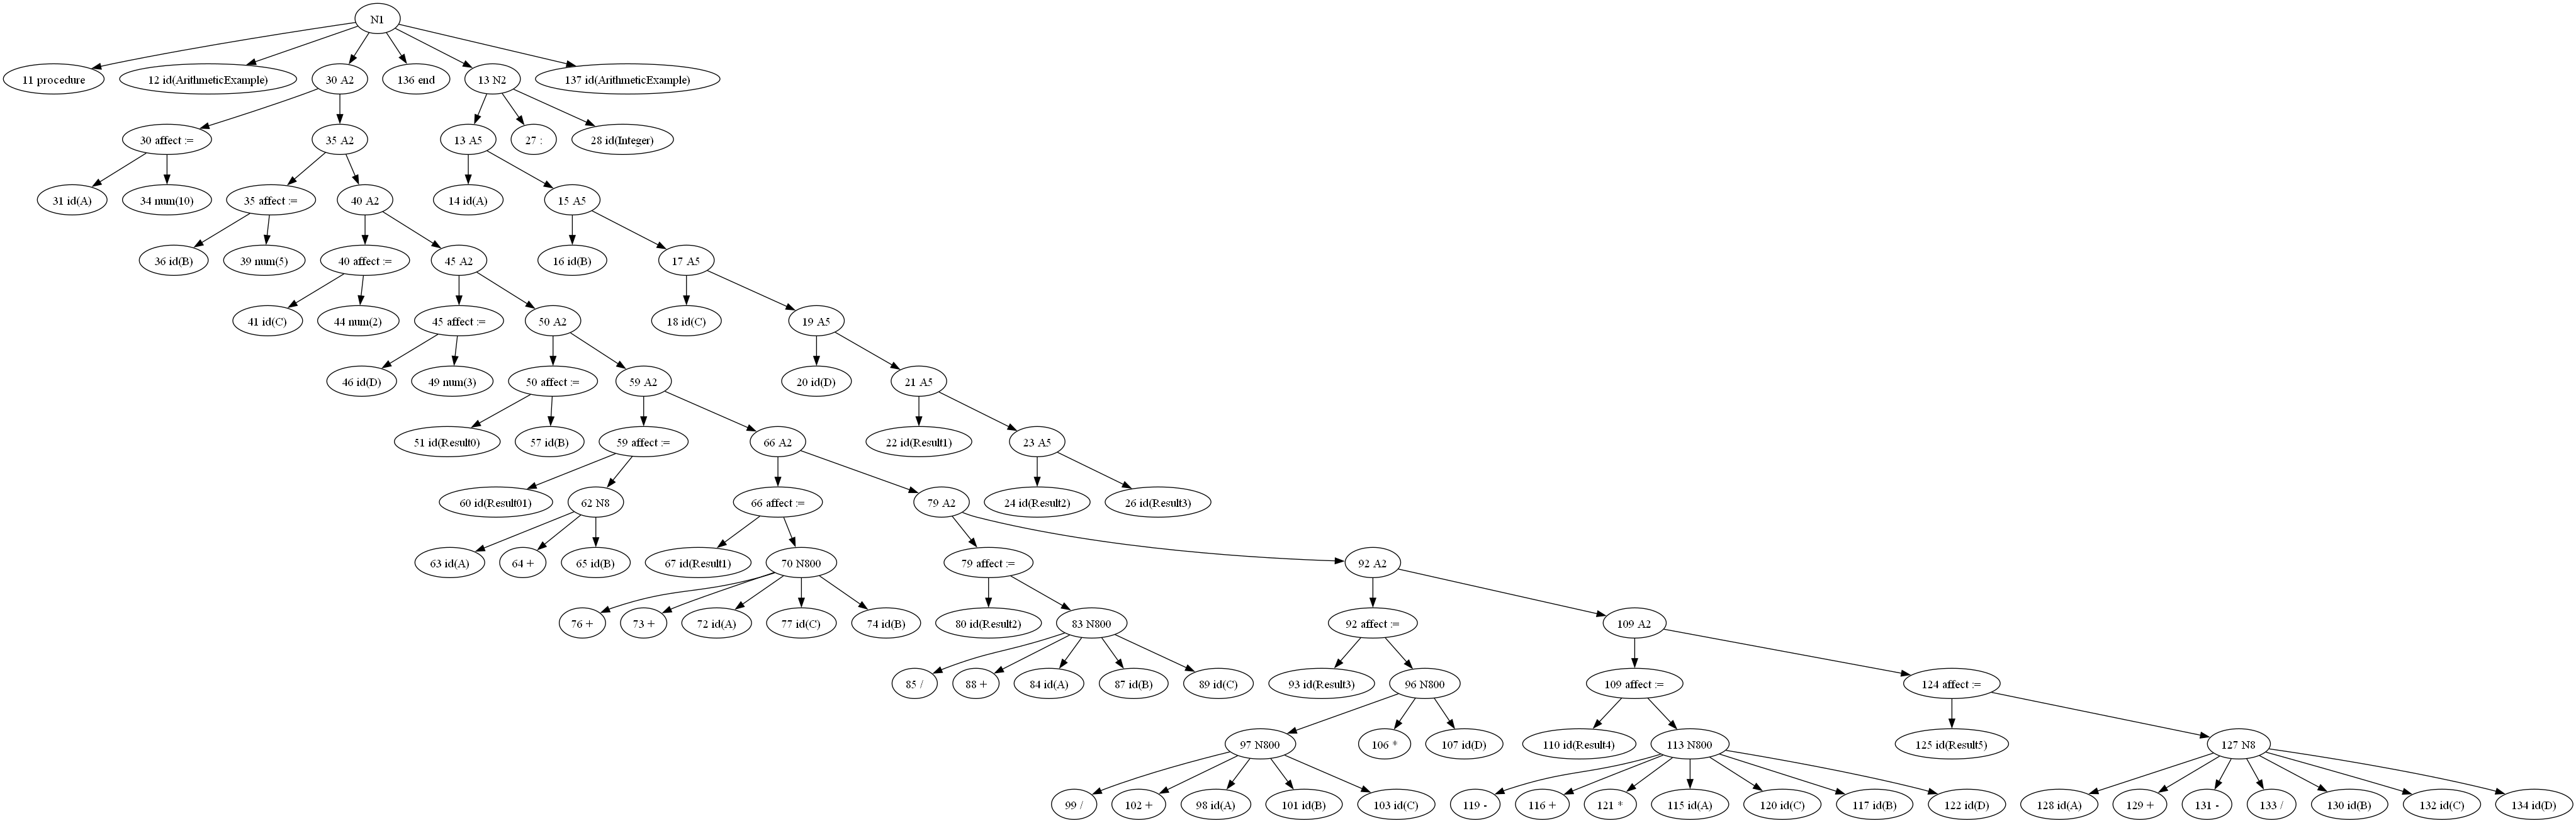 N1
11 procedure
12 id(ArithmeticExample)
30 A2
136 end
13 N2
137 id(ArithmeticExample)
30 affect :=
35 A2
13 A5
27 :
28 id(Integer)
31 id(A)
34 num(10)
35 affect :=
40 A2
14 id(A)
15 A5
36 id(B)
39 num(5)
40 affect :=
45 A2
16 id(B)
17 A5
41 id(C)
44 num(2)
45 affect :=
50 A2
18 id(C)
19 A5
46 id(D)
49 num(3)
50 affect :=
59 A2
20 id(D)
21 A5
51 id(Result0)
57 id(B)
59 affect :=
66 A2
22 id(Result1)
23 A5
60 id(Result01)
62 N8
66 affect :=
79 A2
24 id(Result2)
26 id(Result3)
63 id(A)
64 +
65 id(B)
67 id(Result1)
70 N800
79 affect :=
92 A2
76 +
73 +
72 id(A)
77 id(C)
74 id(B)
80 id(Result2)
83 N800
92 affect :=
109 A2
85 /
88 +
84 id(A)
87 id(B)
89 id(C)
93 id(Result3)
96 N800
109 affect :=
124 affect :=
97 N800
106 *
107 id(D)
110 id(Result4)
113 N800
125 id(Result5)
127 N8
99 /
102 +
98 id(A)
101 id(B)
103 id(C)
119 -
116 +
121 *
115 id(A)
120 id(C)
117 id(B)
122 id(D)
128 id(A)
129 +
131 -
133 /
130 id(B)
132 id(C)
134 id(D)